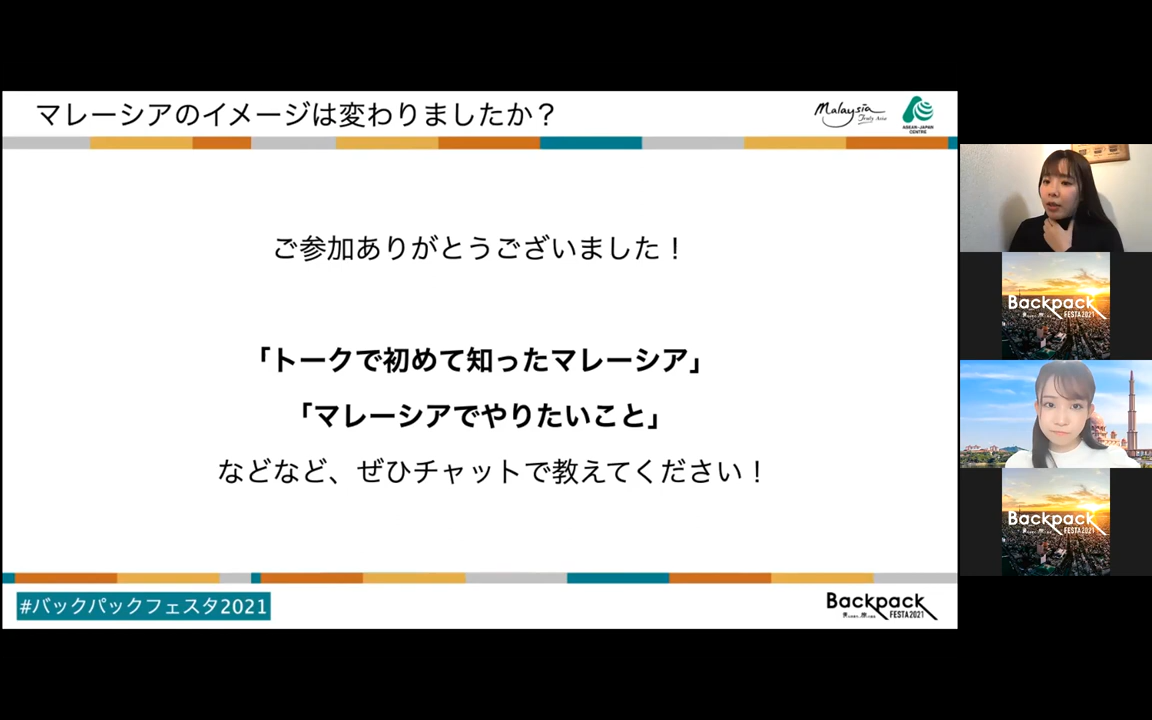 マレーシアのイメージは変わりましたか？
Malaysia
Truly Asia
ASEAN-JAPAN
CENTRE
ご参加ありがとうございました！
「トークで初めて知ったマレーシア」
「マレーシアでやりたいこと」
などなど、ぜひチャットで教えてください！
#バックパックフェスタ2021
Backpack
FESTA2021
Backpack
FESTA2021
Backpack
FESTA2021